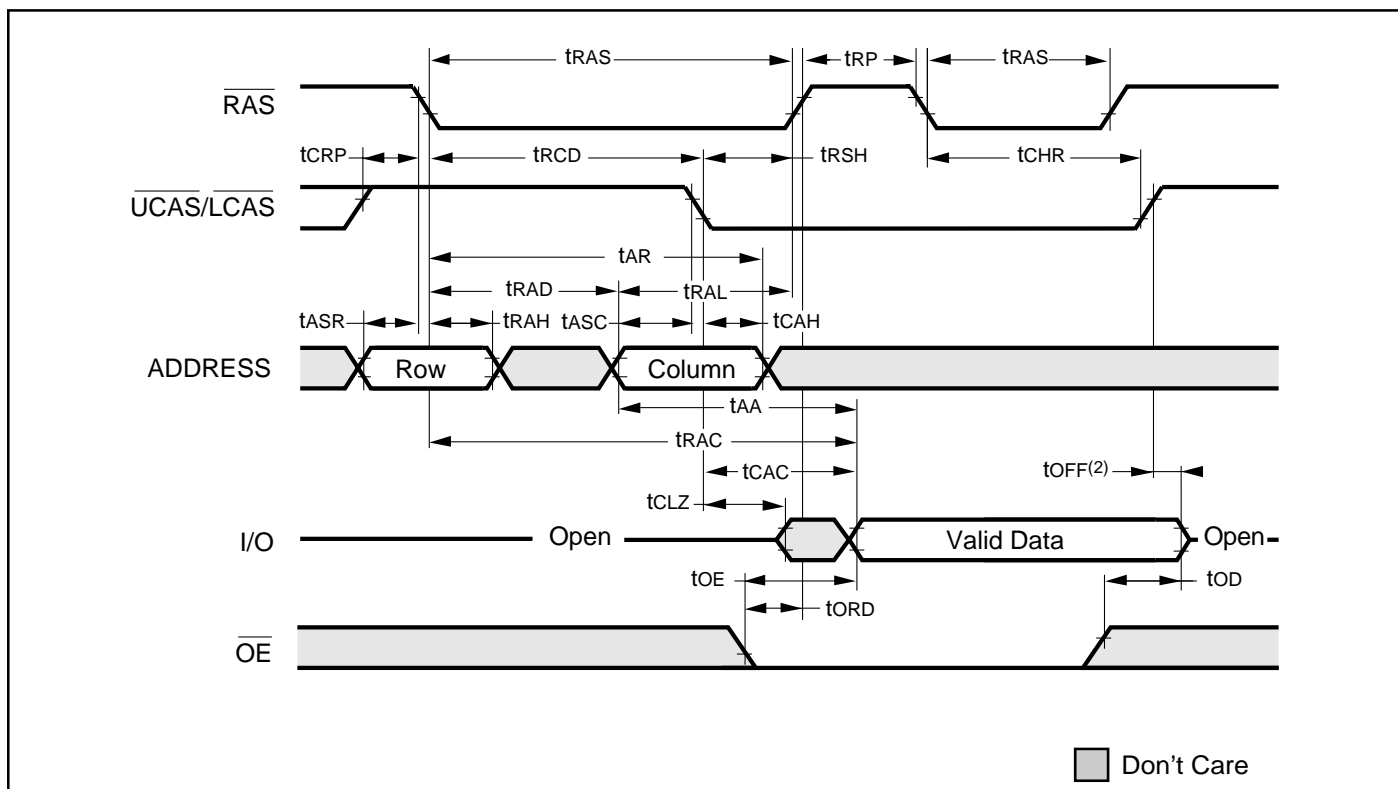 tRAS tRP tRAS
RAS
tCRP tRCD tRSH tCHR
UCAS/LCAS
tAR
tRAD tRAL
tASR tRAH tASC tCAH
ADDRESS Row Column
tAA
tRAC
tCAC tOFF(2)
tCLZ
I/O Open Valid Data Open
tOE tOD
tORD
OE
Don't Care